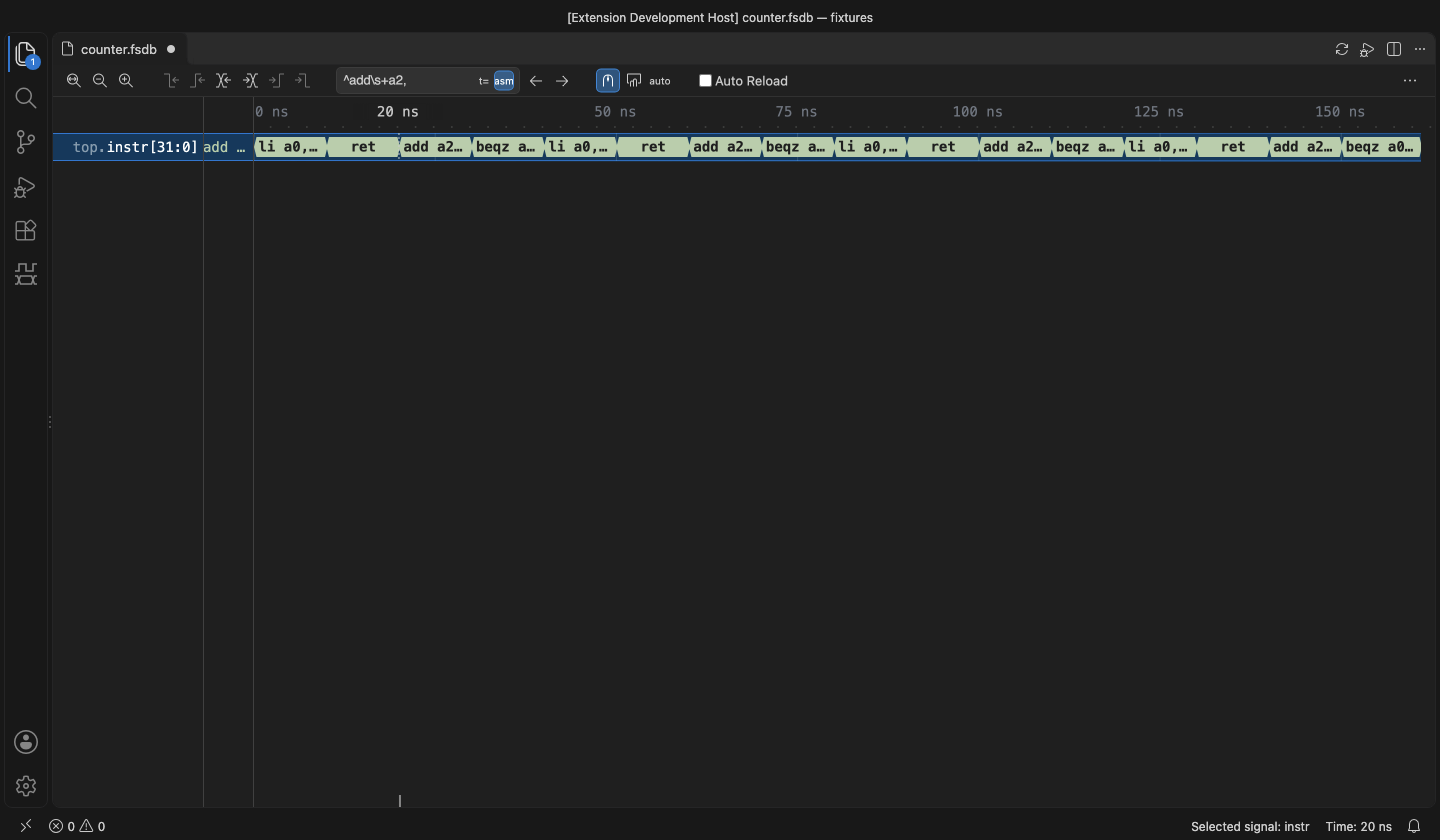 [Extension Development Host] counter.fsdb — fixtures
counter.fsdb
1
^add\s+a2, t= asm auto Auto Reload
0 ns 20 ns 50 ns 75 ns 100 ns 125 ns 150 ns
top.instr[31:0] add … li a0,… ret add a2… beqz a… li a0,… ret add a2… beqz a… li a0,… ret add a2… beqz a… li a0,… ret add a2… beqz a0…
0 0 Selected signal: instr Time: 20 ns